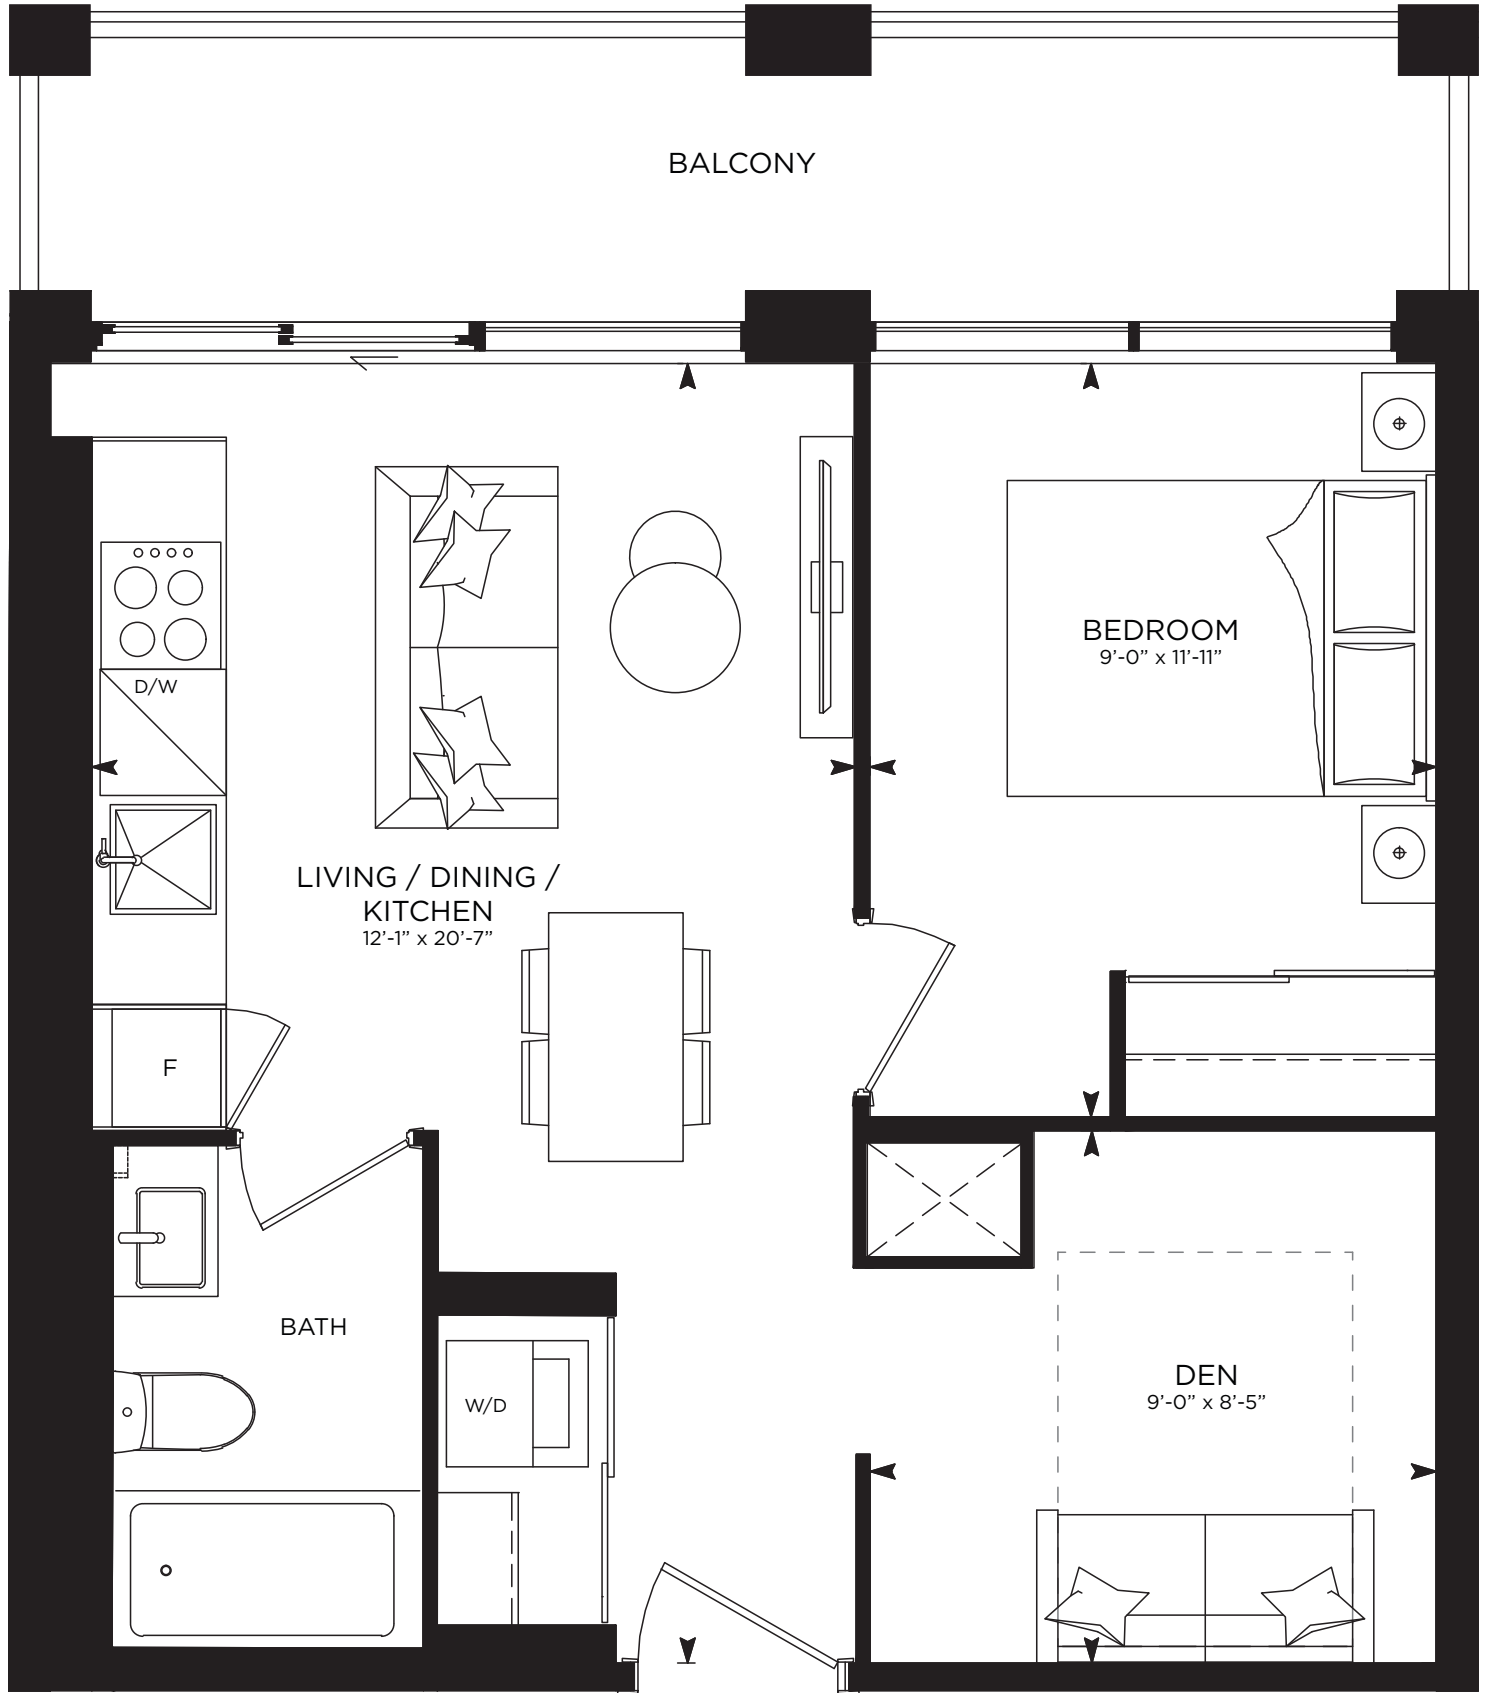 BALCONY
BEDROOM
9’-0” x 11’-11”
D/W
LIVING / DINING /
KITCHEN
12’-1” x 20’-7”
F
BATH
W/D
DEN
9’-0” x 8’-5”